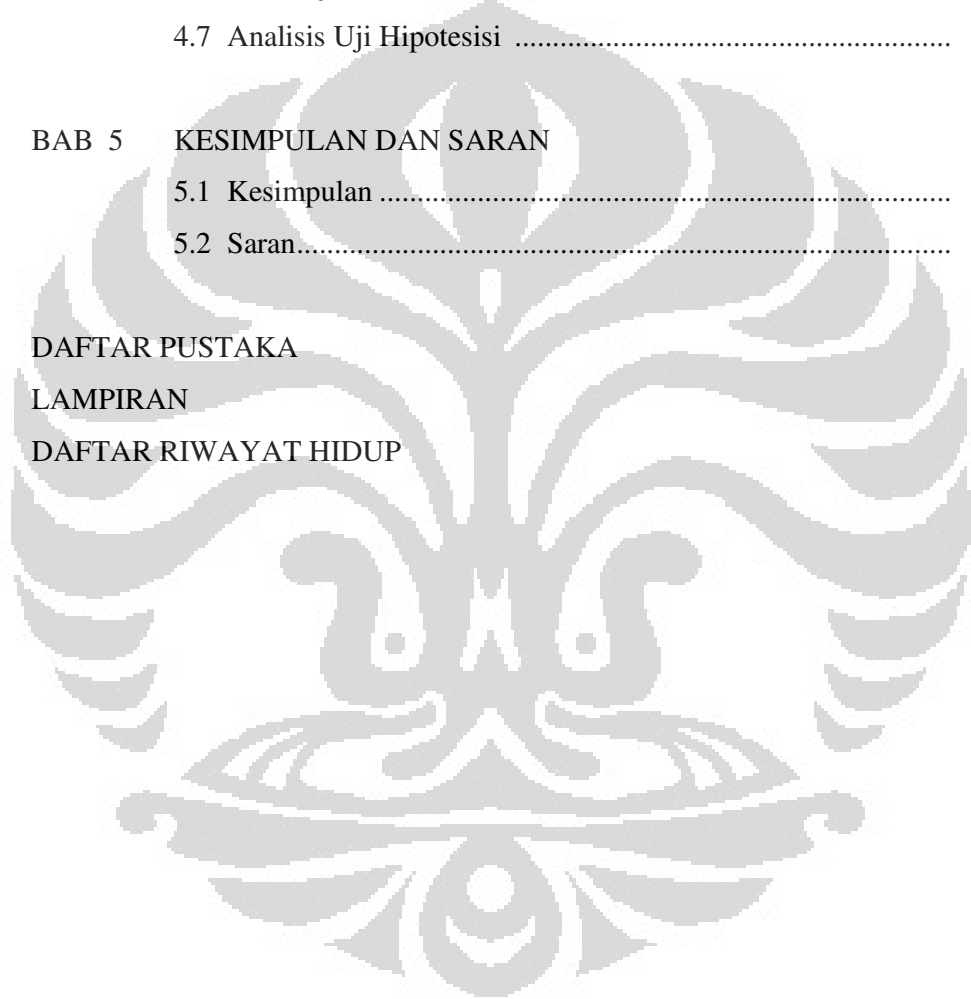 4.7 Analisis Uji Hipotesisi ..........................................................
BAB 5 KESIMPULAN DAN SARAN
5.1 Kesimpulan ............................................................................
5.2 Saran.......................................................................................
DAFTAR PUSTAKA
LAMPIRAN
DAFTAR RIWAYAT HIDUP